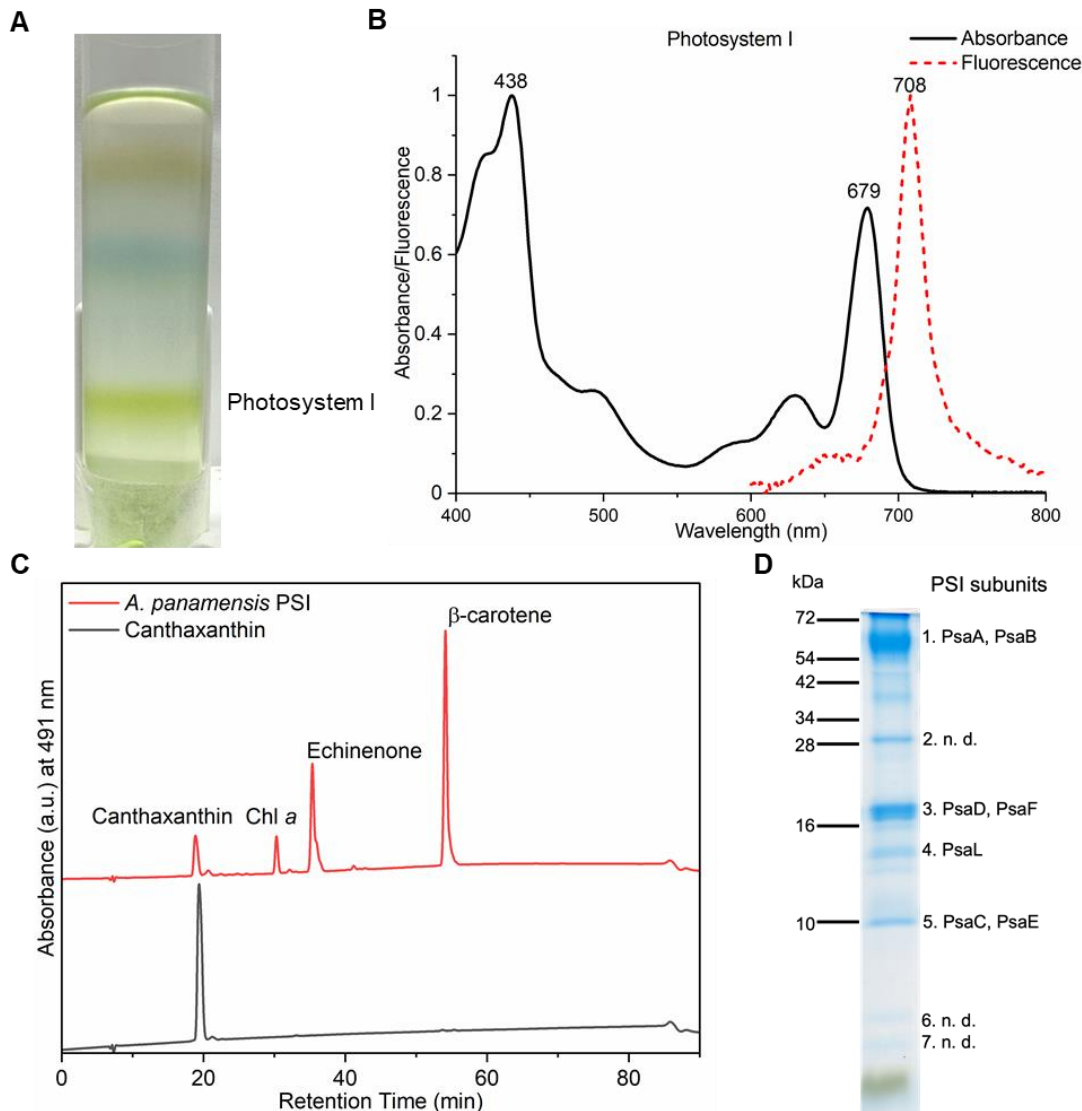 A
Photosystem I
B
Photosystem I
Absorbance
Fluorescence
438
708
679
1
0.8
0.6
0.4
0.2
0
400
500
600
700
800
Absorbance/Fluorescence
Wavelength (nm)
C
A. panamensis PSI
Canthaxanthin
β-carotene
Echinenone
Canthaxanthin
Chl a
Absorbance (a.u.) at 491 nm
0
20
40
60
80
Retention Time (min)
D
kDa
PSI subunits
72
54
42
34
28
16
10
1. PsaA, PsaB
2. n. d.
3. PsaD, PsaF
4. PsaL
5. PsaC, PsaE
6. n. d.
7. n. d.